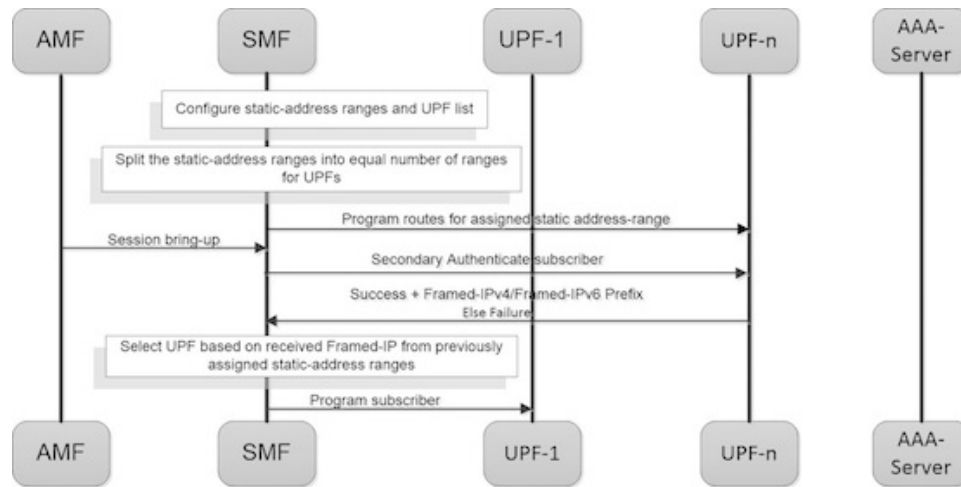 AMF
SMF
UPF-1
UPF-n
AAA-
Server
Configure static-address ranges and UPF list
Split the static-address ranges into equal number of ranges
for UPFs
Program routes for assigned static address-range
Session bring-up
Secondary Authenticate subscriber
Success + Framed-IPv4/Framed-IPv6 Prefix
Else Failure
Select UPF based on received Framed-IP from previously
assigned static-address ranges
Program subscriber
AMF
SMF
UPF-1
UPF-n
AAA-
Server